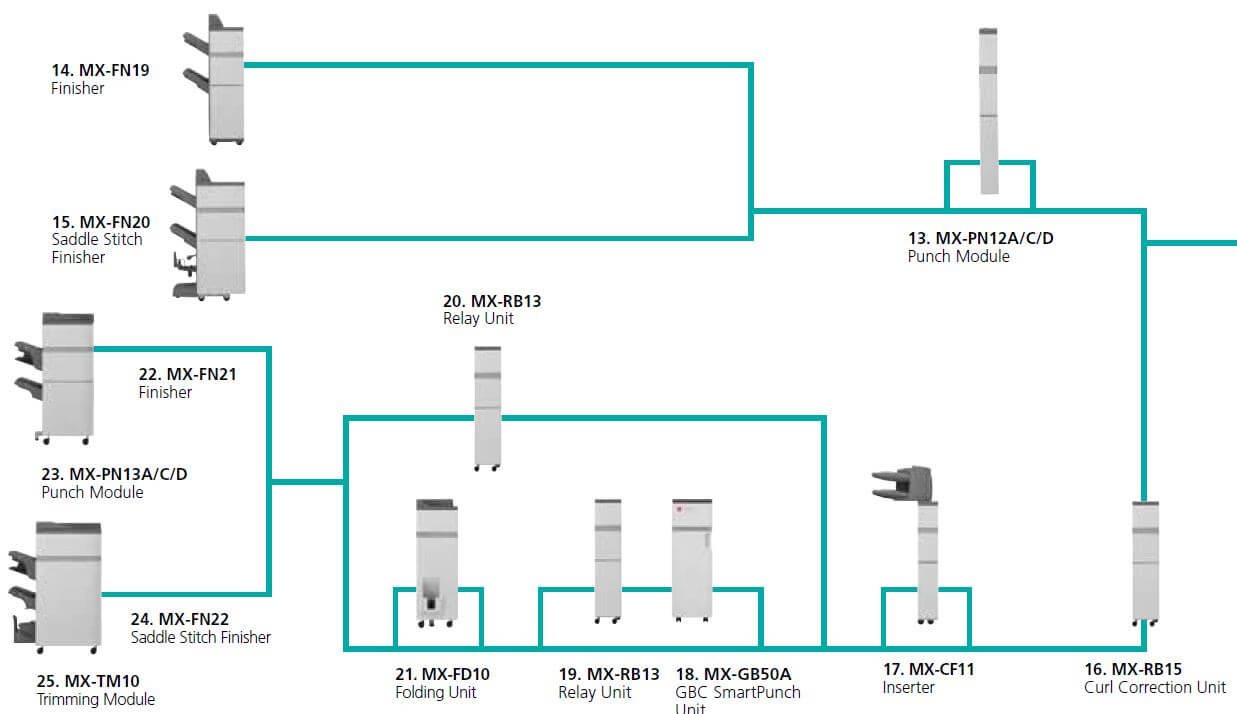 14. MX-FN19
Finisher
15. MX-FN20
Saddle Stitch
Finisher
13. MX-PN12A/C/D
Punch Module
20. MX-RB13
Relay Unit
22. MX-FN21
Finisher
23. MX-PN13A/C/D
Punch Module
24. MX-FN22
Saddle Stitch Finisher
25. MX-TM10
Trimming Module
21. MX-FD10
Folding Unit
19. MX-RB13
Relay Unit
18. MX-GB50A
GBC SmartPunch
Unit
17. MX-CF11
Inserter
16. MX-RB15
Curl Correction Unit